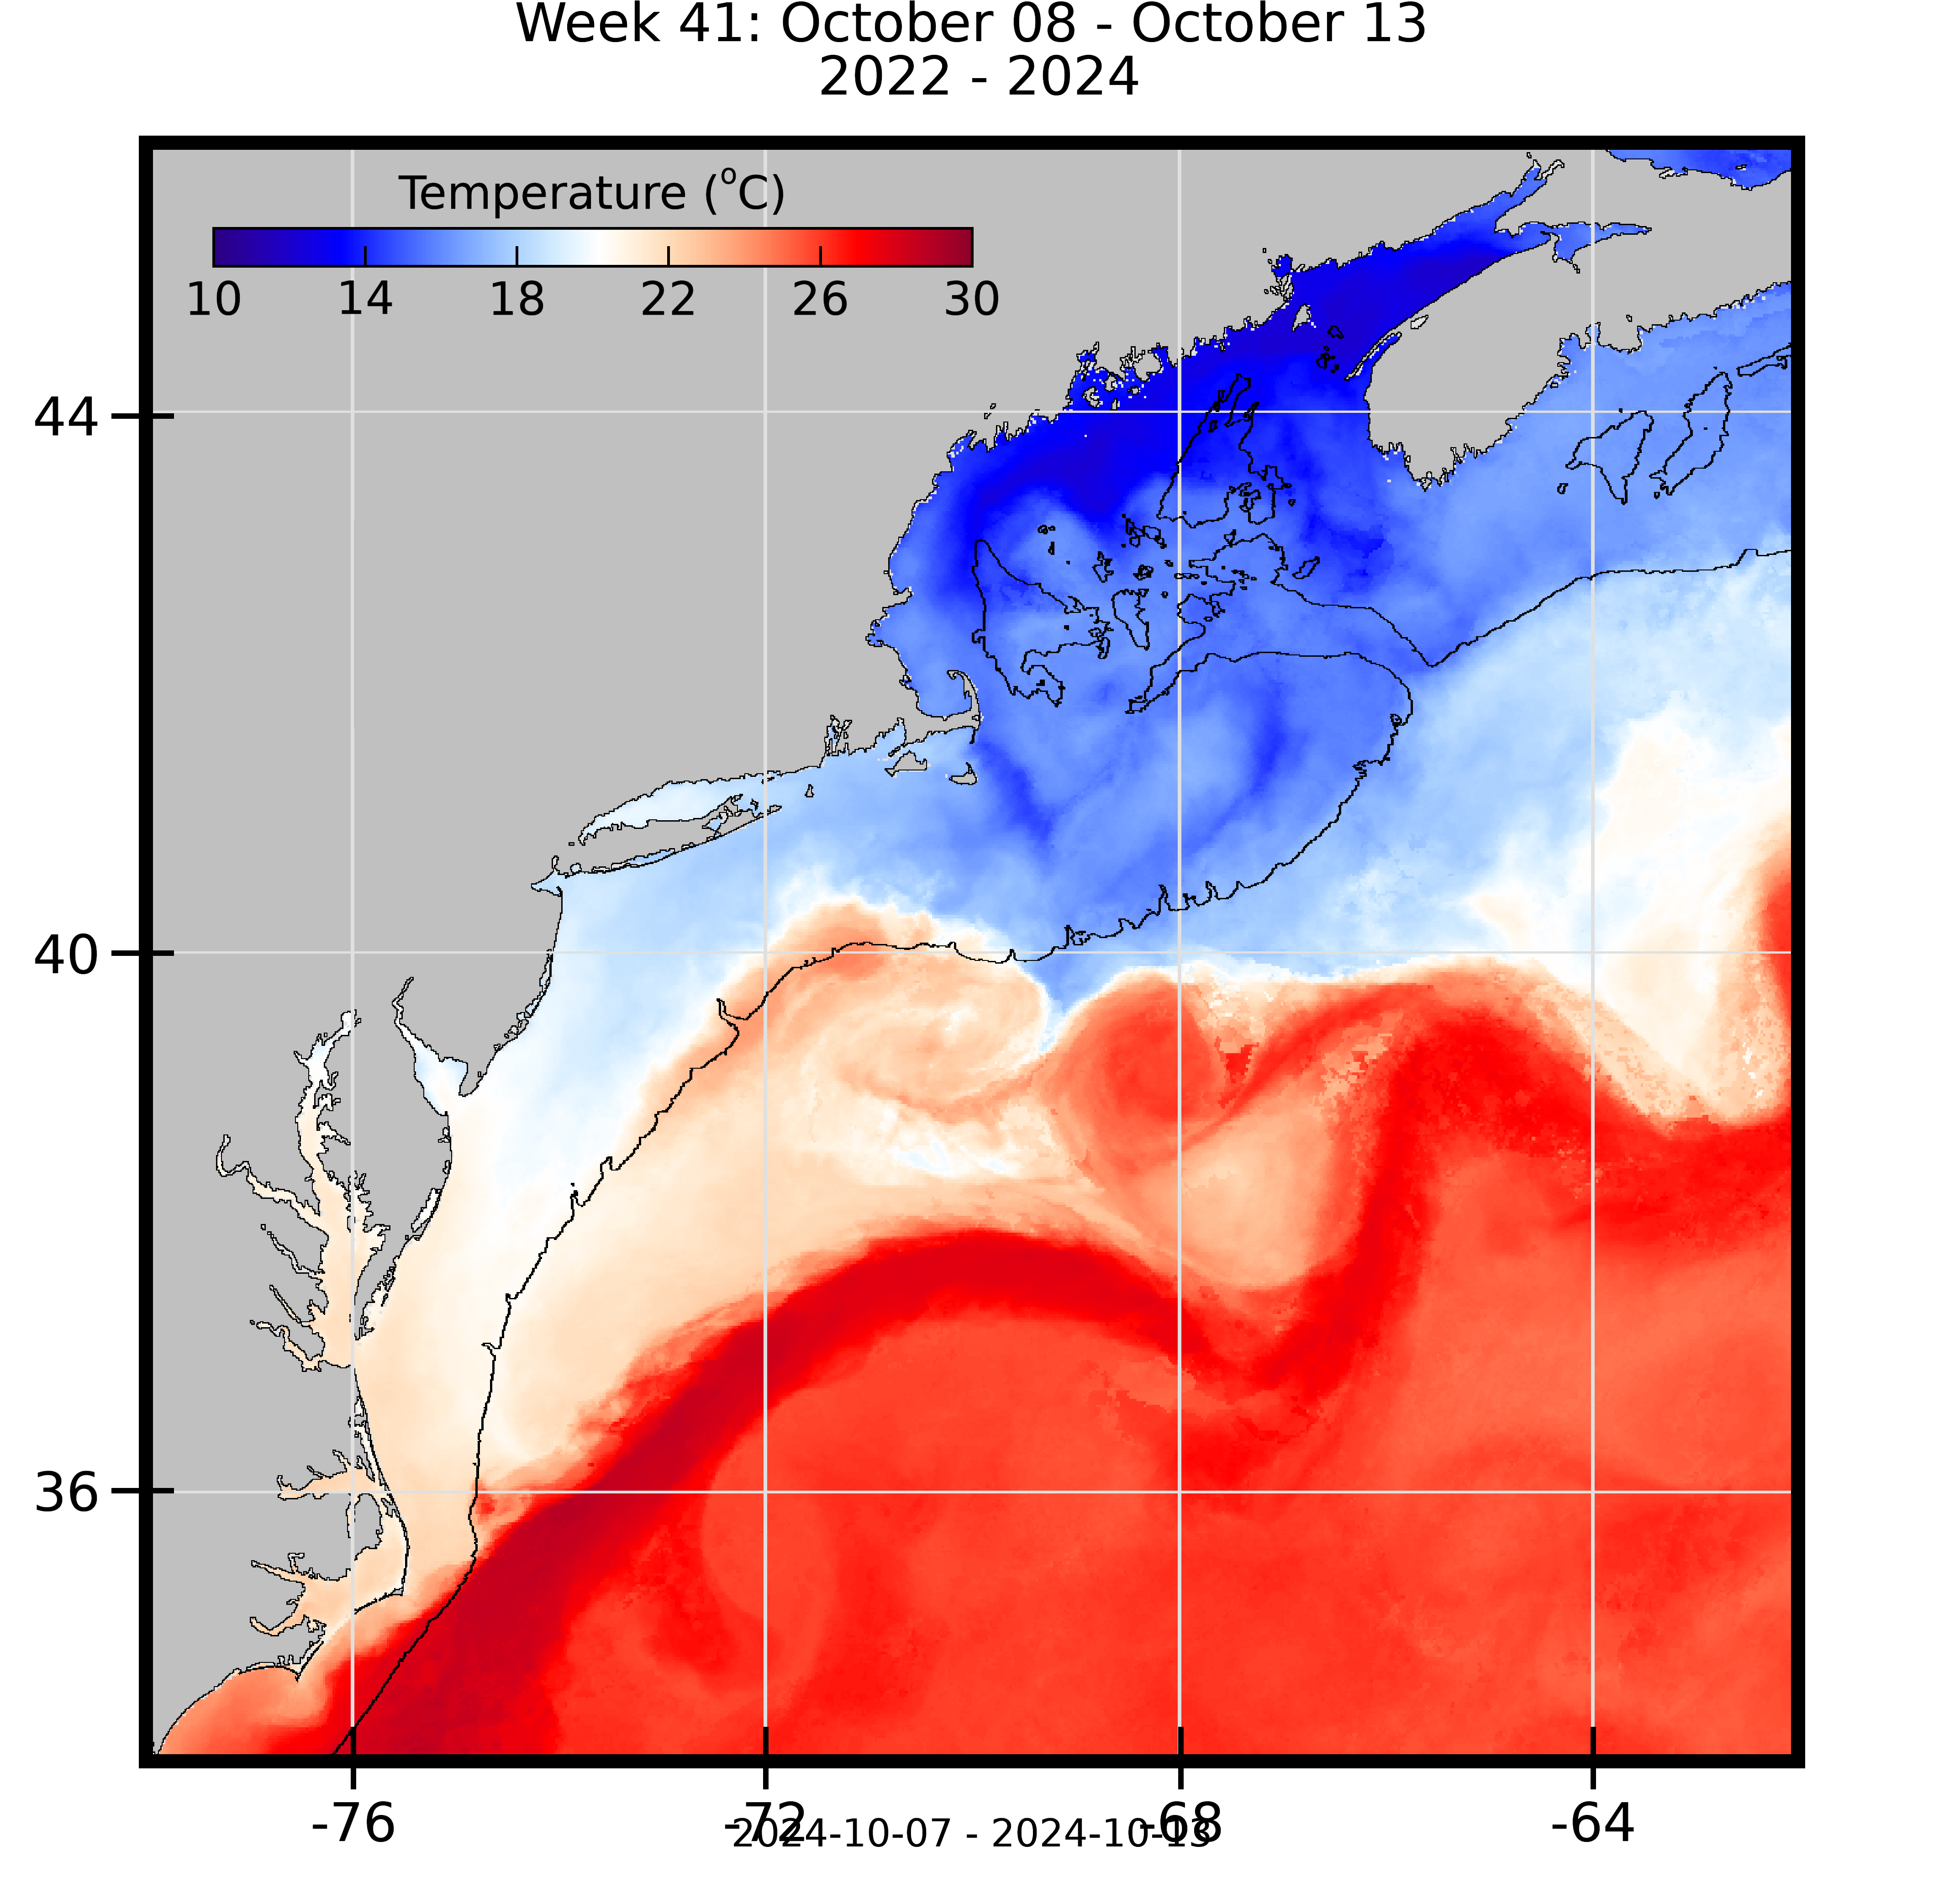 Week 41: October 08 - October 13
2022 - 2024
Temperature (°C)
10 14 18 22 26 30
44
40
36
-76 -72 -68 -64
2024-10-07 - 2024-10-13